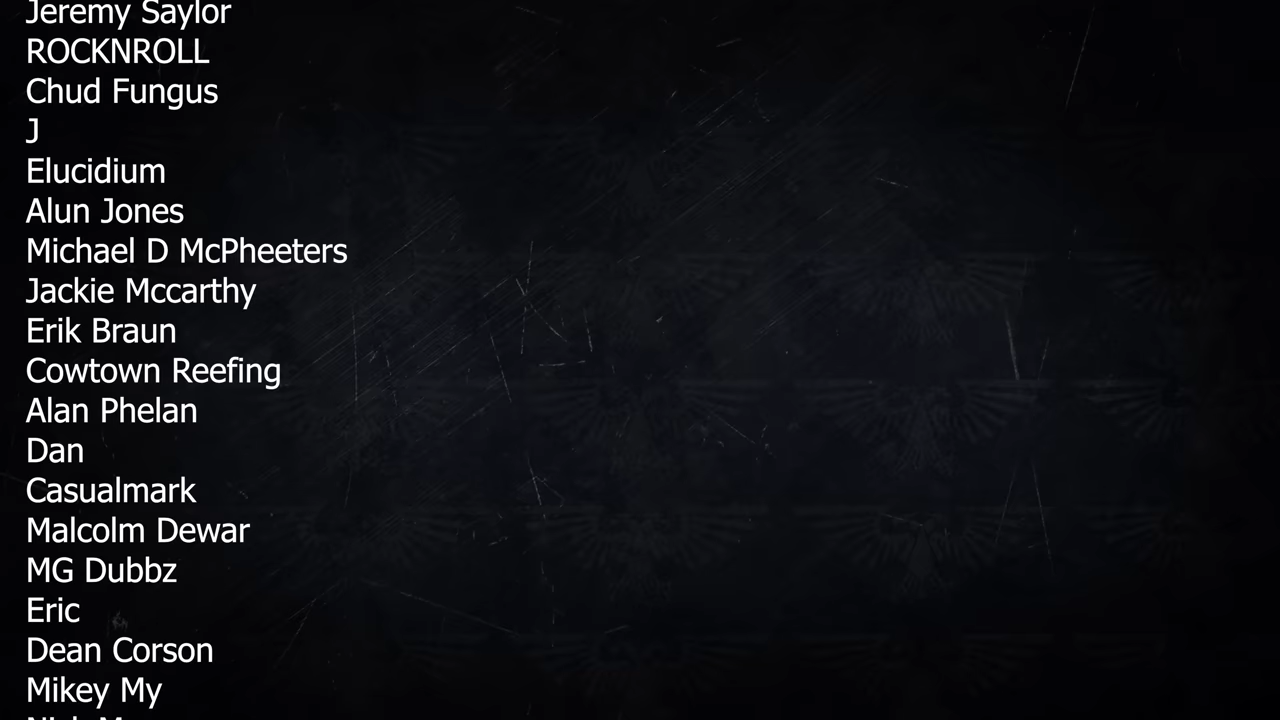 Jeremy Saylor
ROCKNROLL
Chud Fungus
J
Elucidium
Alun Jones
Michael D McPheeters
Jackie Mccarthy
Erik Braun
Cowtown Reefing
Alan Phelan
Dan
Casualmark
Malcolm Dewar
MG Dubbz
Eric
Dean Corson
Mikey My